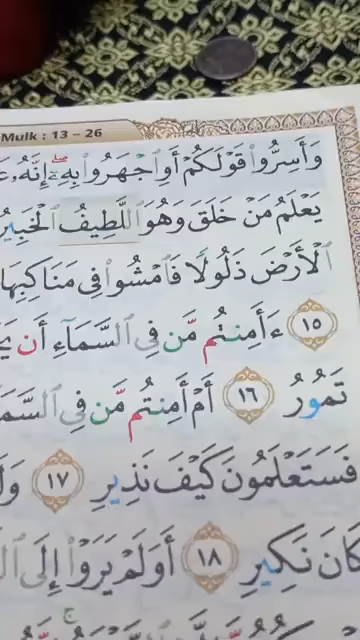 Mulk : 13 - 26
وَأَسِرُّوا۟ قَوْلَكُمْ أَوِ ٱجْهَرُوا۟ بِهِۦٓ ۖ إِنَّهُۥ
يَعْلَمُ مَنْ خَلَقَ وَهُوَ ٱللَّطِيفُ ٱلْخَبِيرُ
ٱلْأَرْضَ ذَلُولًا فَٱمْشُوا۟ فِى مَنَاكِبِهَا
١٥ ءَأَمِنتُم مَّن فِى ٱلسَّمَآءِ أَن
تَمُورُ ١٦ أَمْ أَمِنتُم مَّن فِى
فَسَتَعْلَمُونَ كَيْفَ نَذِيرِ ١٧
كَانَ نَكِيرِ ١٨ أَوَلَمْ يَرَوْا۟ إِلَى